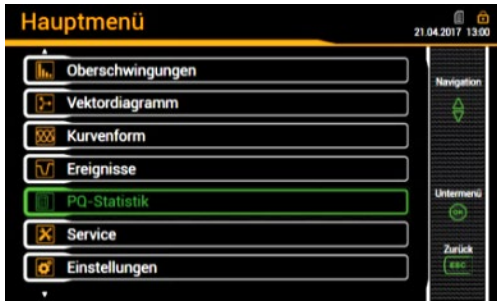 Hauptmenü
21.04.2017 13:00
Oberschwingungen
Vektordiagramm
Kurvenform
Ereignisse
PQ-Statistik
Service
Einstellungen
Navigation
Untermenü
OK
Zurück
ESC